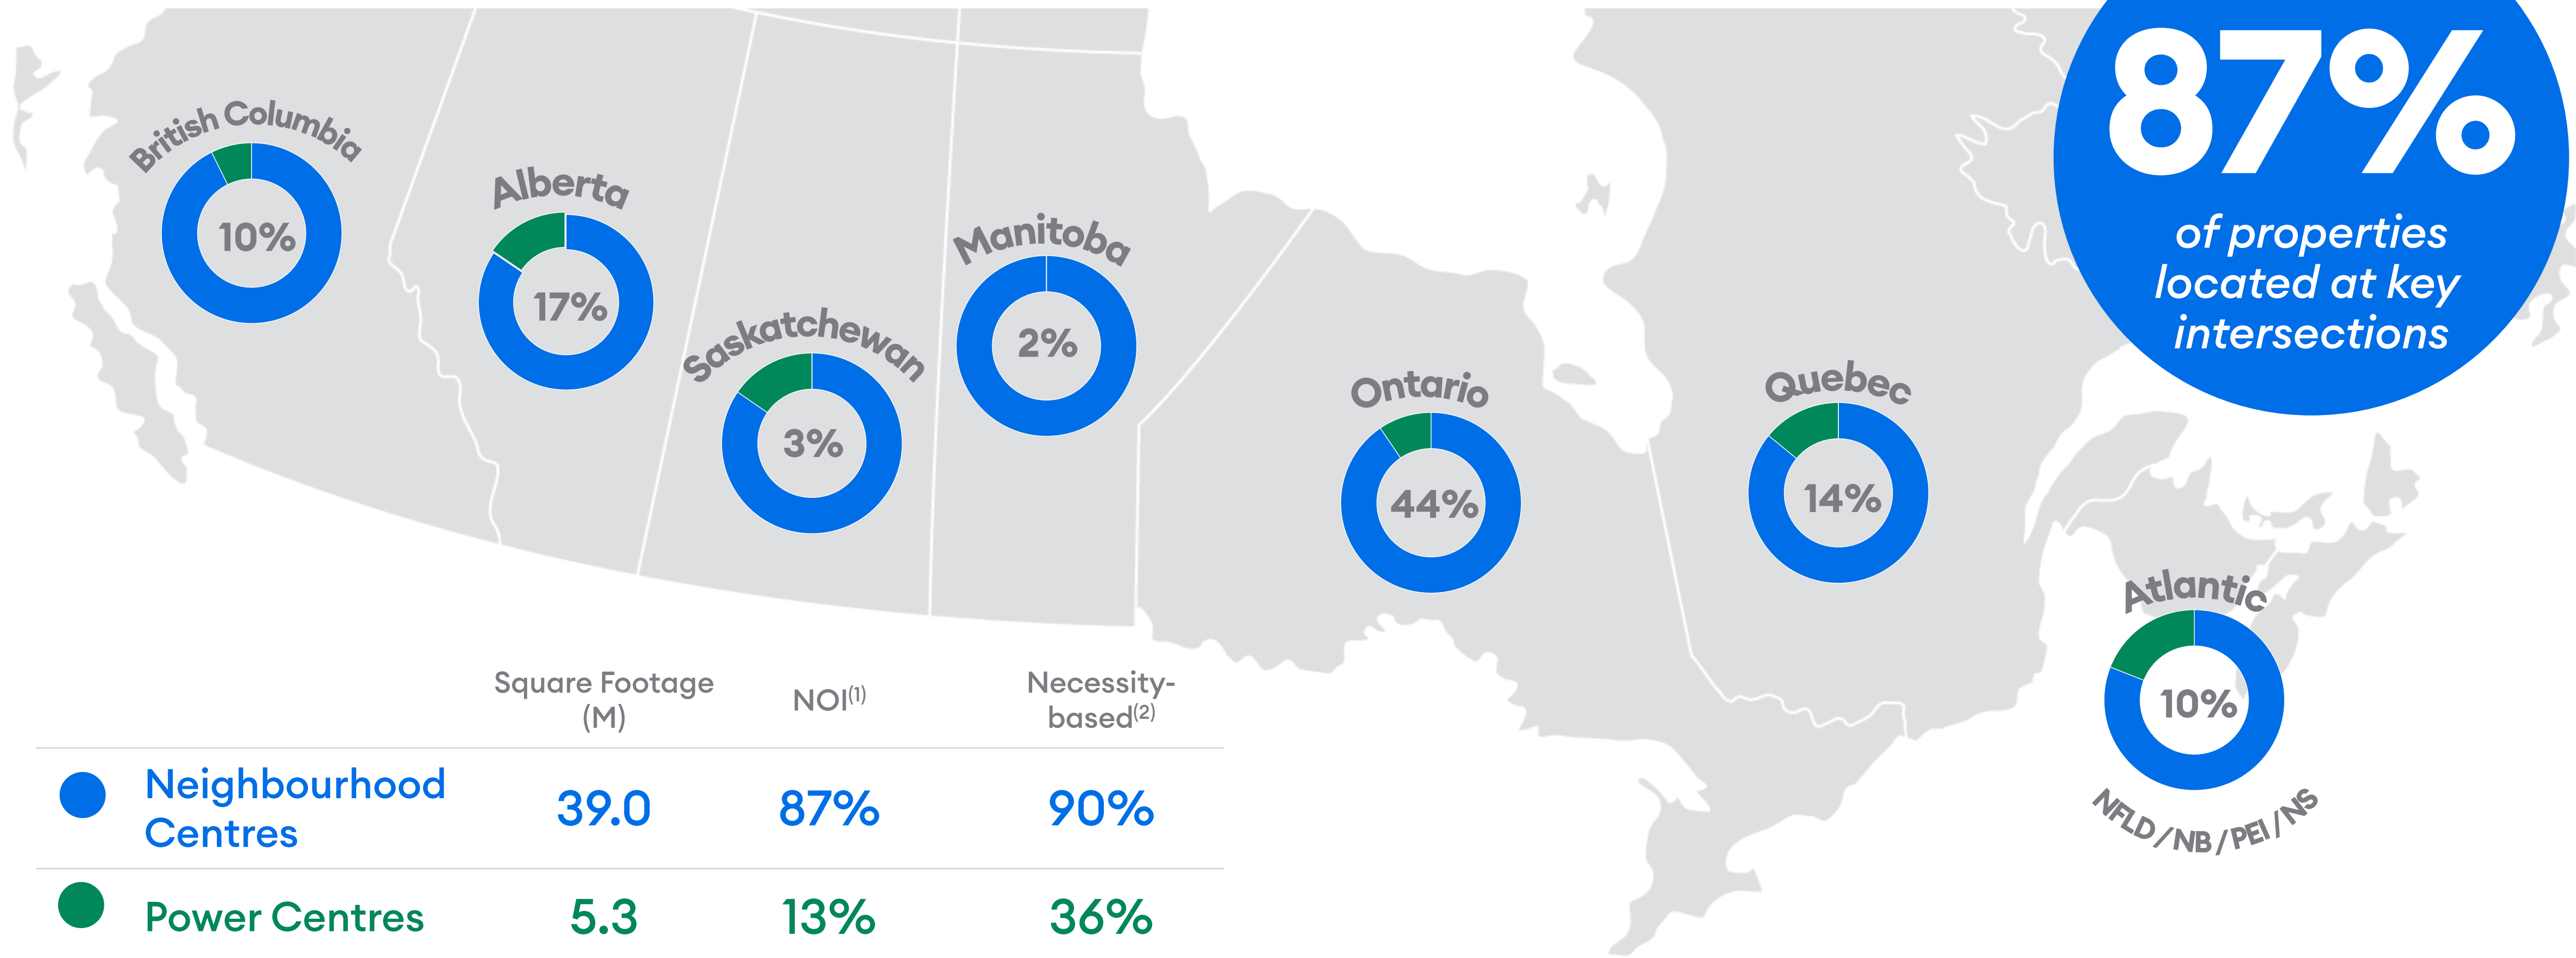 87%
of properties
located at key
intersections
British Columbia
10%
Alberta
17%
Saskatchewan
3%
Manitoba
2%
Ontario
44%
Quebec
14%
Atlantic
10%
NFLD / NB / PEI / NS
Square Footage
(M)
NOI(1)
Necessity-
based(2)
Neighbourhood
Centres
39.0
87%
90%
Power Centres
5.3
13%
36%